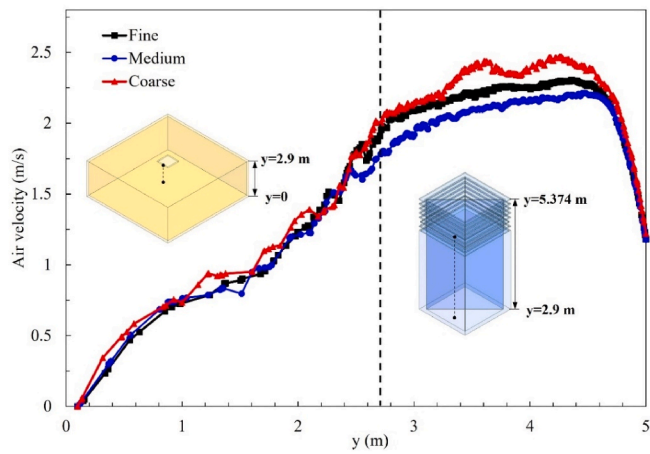 Fine
Medium
Coarse
y=2.9 m
y=0
y=5.374 m
y=2.9 m
Air velocity (m/s)
2.5
2
1.5
1
0.5
0
0 1 2 3 4 5
y (m)